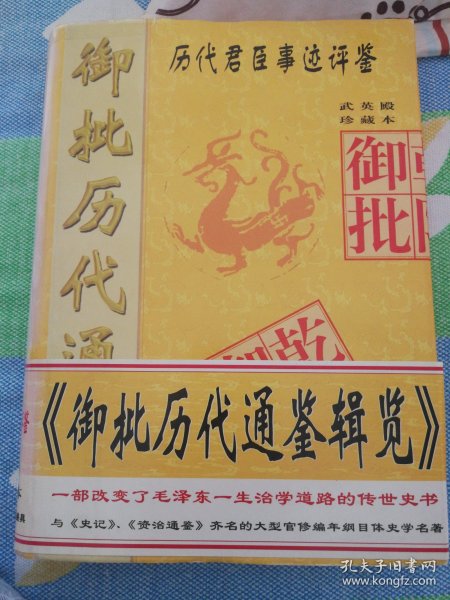 历代君臣事迹评鉴
武英殿
珍藏本
御批历代通
御
批
乾
《御批历代通鉴辑览》
一部改变了毛泽东一生治学道路的传世史书
与《史记》、《资治通鉴》齐名的大型官修编年纲目体史学名著
孔夫子旧书网
www.kongfz.com